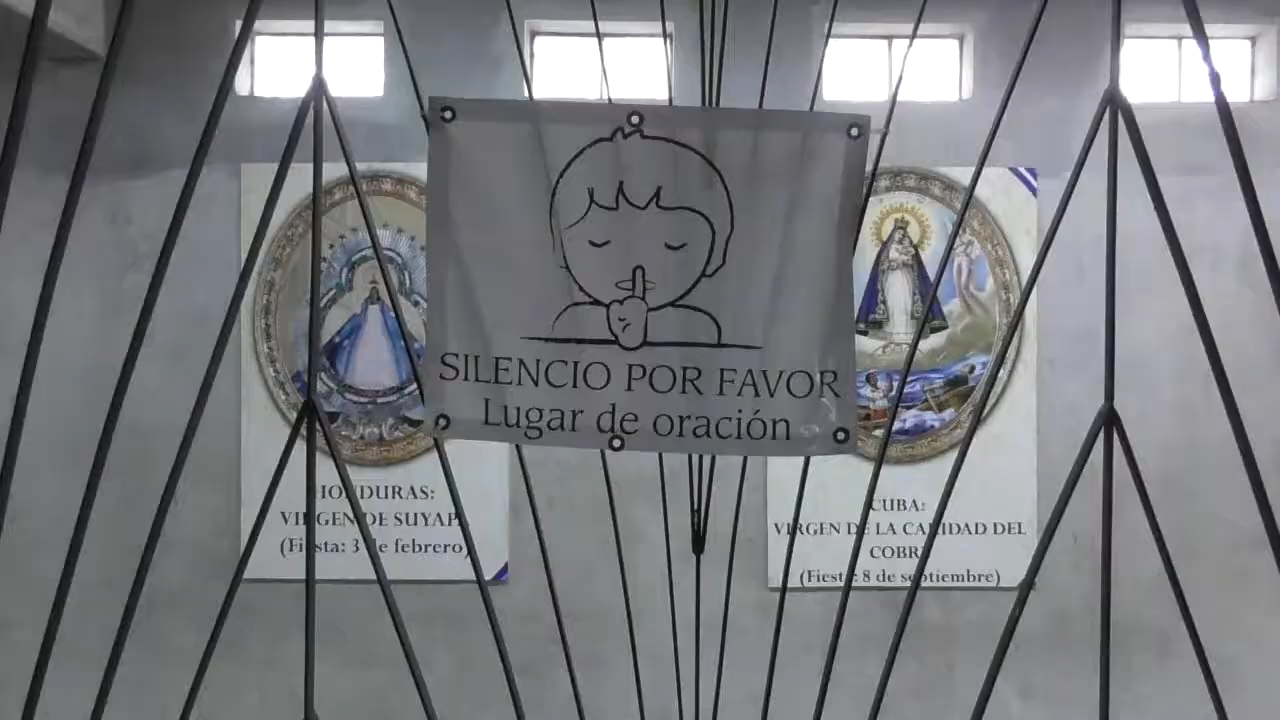 SILENCIO POR FAVOR
Lugar de oración
HONDURAS:
VIRGEN DE SUYAPA
(Fiesta: 3 de febrero)
CUBA:
VIRGEN DE LA CARIDAD DEL
COBRE
(Fiesta: 8 de septiembre)